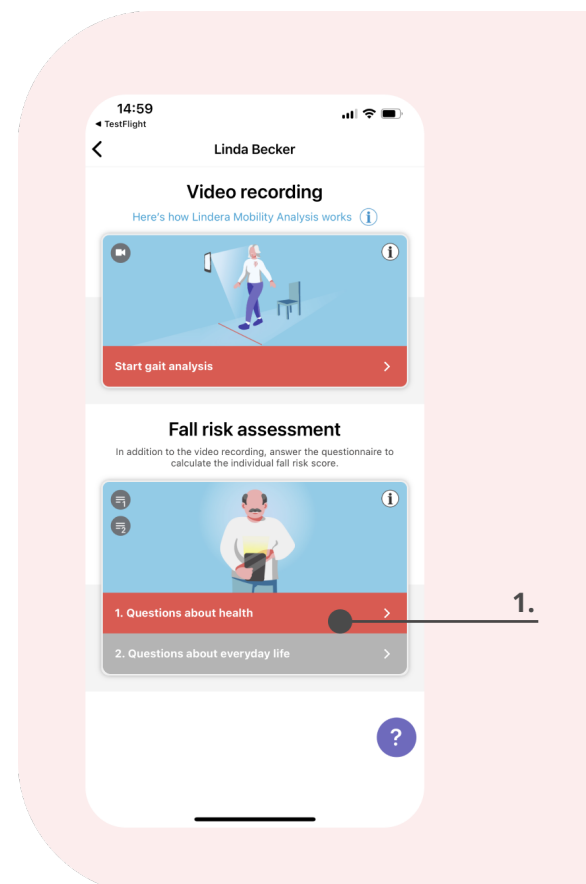 14:59
◄ TestFlight
Linda Becker
Video recording
Here's how Lindera Mobility Analysis works i
i
Start gait analysis
Fall risk assessment
In addition to the video recording, answer the questionnaire to
calculate the individual fall risk score.
1
i
2
1. Questions about health
1.
2. Questions about everyday life
?